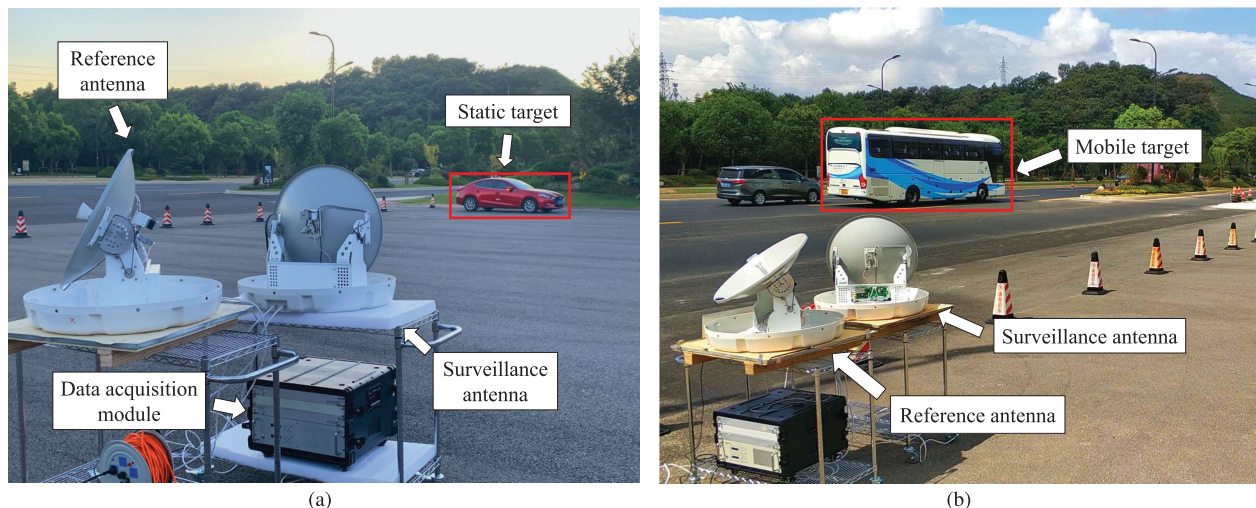 Reference
antenna
Static target
Data acquisition
module
Surveillance
antenna
(a)
Mobile target
Surveillance antenna
Reference antenna
(b)